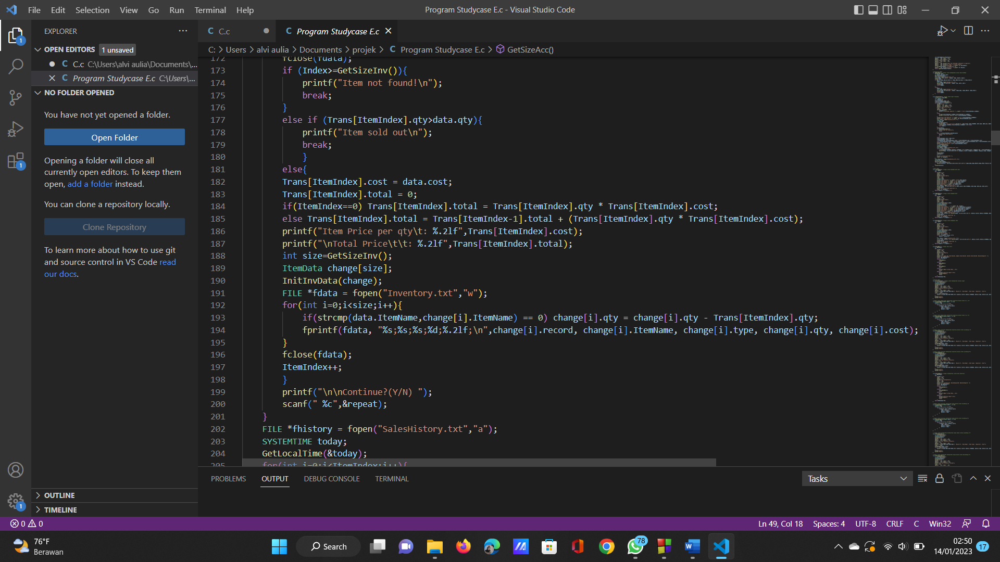 File Edit Selection View Go Run Terminal Help
Program Studycase E.c - Visual Studio Code
EXPLORER
C C.c
C Program Studycase E.c
OPEN EDITORS 1 unsaved
C: > Users > alvi aulia > Documents > projek > C Program Studycase E.c > GetSizeAcc()
C C.c C:\Users\alvi aulia\Documents\...
C Program Studycase E.c C:\Users\...
NO FOLDER OPENED
You have not yet opened a folder.
Open Folder
Opening a folder will close all
currently open editors. To keep them
open, add a folder instead.
You can clone a repository locally.
Clone Repository
To learn more about how to use git
and source control in VS Code read
our docs.
OUTLINE
TIMELINE
172 fclose(fdata);
173 if (Index>=GetSizeInv()){
174 printf("Item not found!\n");
175 break;
176 }
177 else if (Trans[ItemIndex].qty>data.qty){
178 printf("Item sold out\n");
179 break;
180 }
181 else{
182 Trans[ItemIndex].cost = data.cost;
183 Trans[ItemIndex].total = 0;
184 if(ItemIndex==0) Trans[ItemIndex].total = Trans[ItemIndex].qty * Trans[ItemIndex].cost;
185 else Trans[ItemIndex].total = Trans[ItemIndex-1].total + (Trans[ItemIndex].qty * Trans[ItemIndex].cost);
186 printf("Item Price per qty\t: %.2lf",Trans[ItemIndex].cost);
187 printf("\nTotal Price\t\t: %.2lf",Trans[ItemIndex].total);
188 int size=GetSizeInv();
189 ItemData change[size];
190 InitInvData(change);
191 FILE *fdata = fopen("Inventory.txt","w");
192 for(int i=0;i<size;i++){
193 if(strcmp(data.ItemName,change[i].ItemName) == 0) change[i].qty = change[i].qty - Trans[ItemIndex].qty;
194 fprintf(fdata, "%s;%s;%s;%d;%.2lf;\n",change[i].record, change[i].ItemName, change[i].type, change[i].qty, change[i].cost);
195 }
196 fclose(fdata);
197 ItemIndex++;
198 }
199 printf("\n\nContinue?(Y/N) ");
200 scanf(" %c",&repeat);
201 }
202 FILE *fhistory = fopen("SalesHistory.txt","a");
203 SYSTEMTIME today;
204 GetLocalTime(&today);
205 for(int i=0;i<ItemIndex;i++){
PROBLEMS OUTPUT DEBUG CONSOLE TERMINAL
Tasks
1
1
1
0 0
Ln 49, Col 18 Spaces: 4 UTF-8 CRLF C Win32
76°F
Berawan
Search
78
02:50
14/01/2023
17